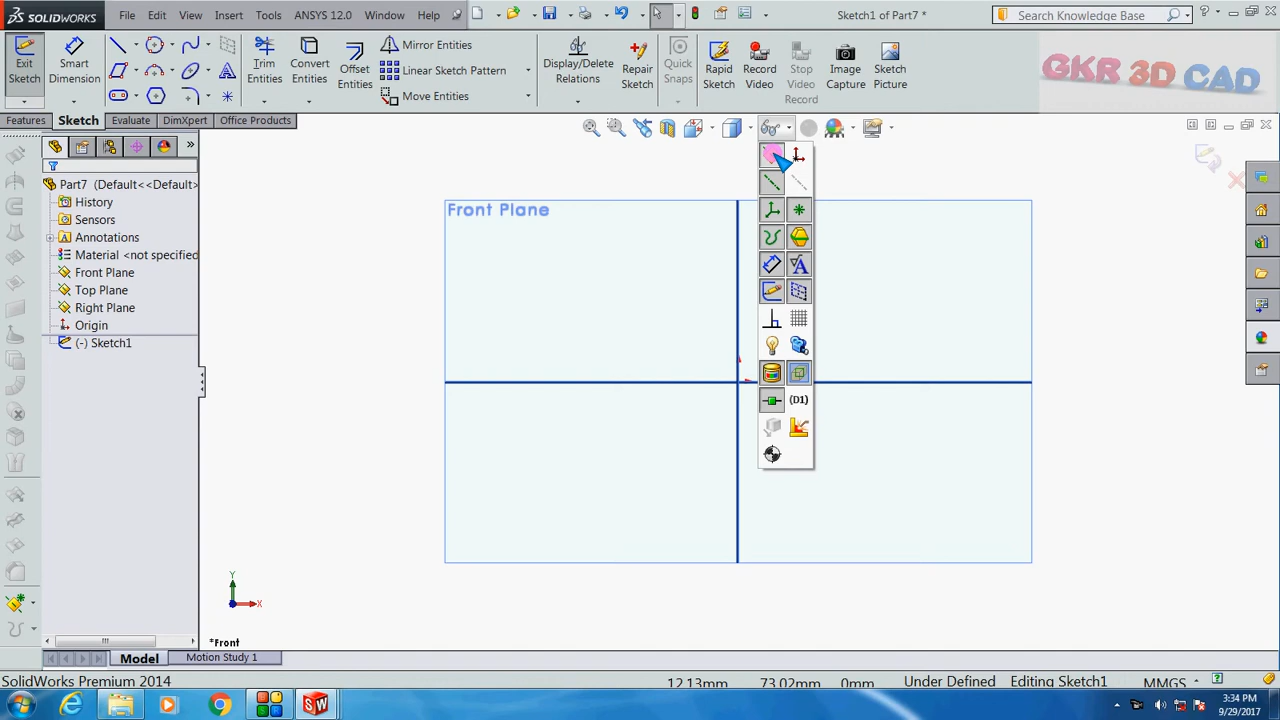 SOLIDWORKS File Edit View Insert Tools ANSYS 12.0 Window Help Sketch1 of Part7 * Search Knowledge Base
Exit Sketch
Smart Dimension
Trim Entities
Convert Entities
Offset Entities
Mirror Entities
Linear Sketch Pattern
Move Entities
Display/Delete Relations
Repair Sketch
Quick Snaps
Rapid Sketch
Record Video
Stop Video Record
Image Capture
Sketch Picture
GKR 3D CAD
Features Sketch Evaluate DimXpert Office Products
Part7 (Default<<Default>
History
Sensors
Annotations
Material <not specified
Front Plane
Top Plane
Right Plane
Origin
(-) Sketch1
Front Plane
(D1)
Y
X
*Front
Model Motion Study 1
SolidWorks Premium 2014 12.13mm 73.02mm 0mm Under Defined Editing Sketch1 MMGS
3:34 PM
9/29/2017